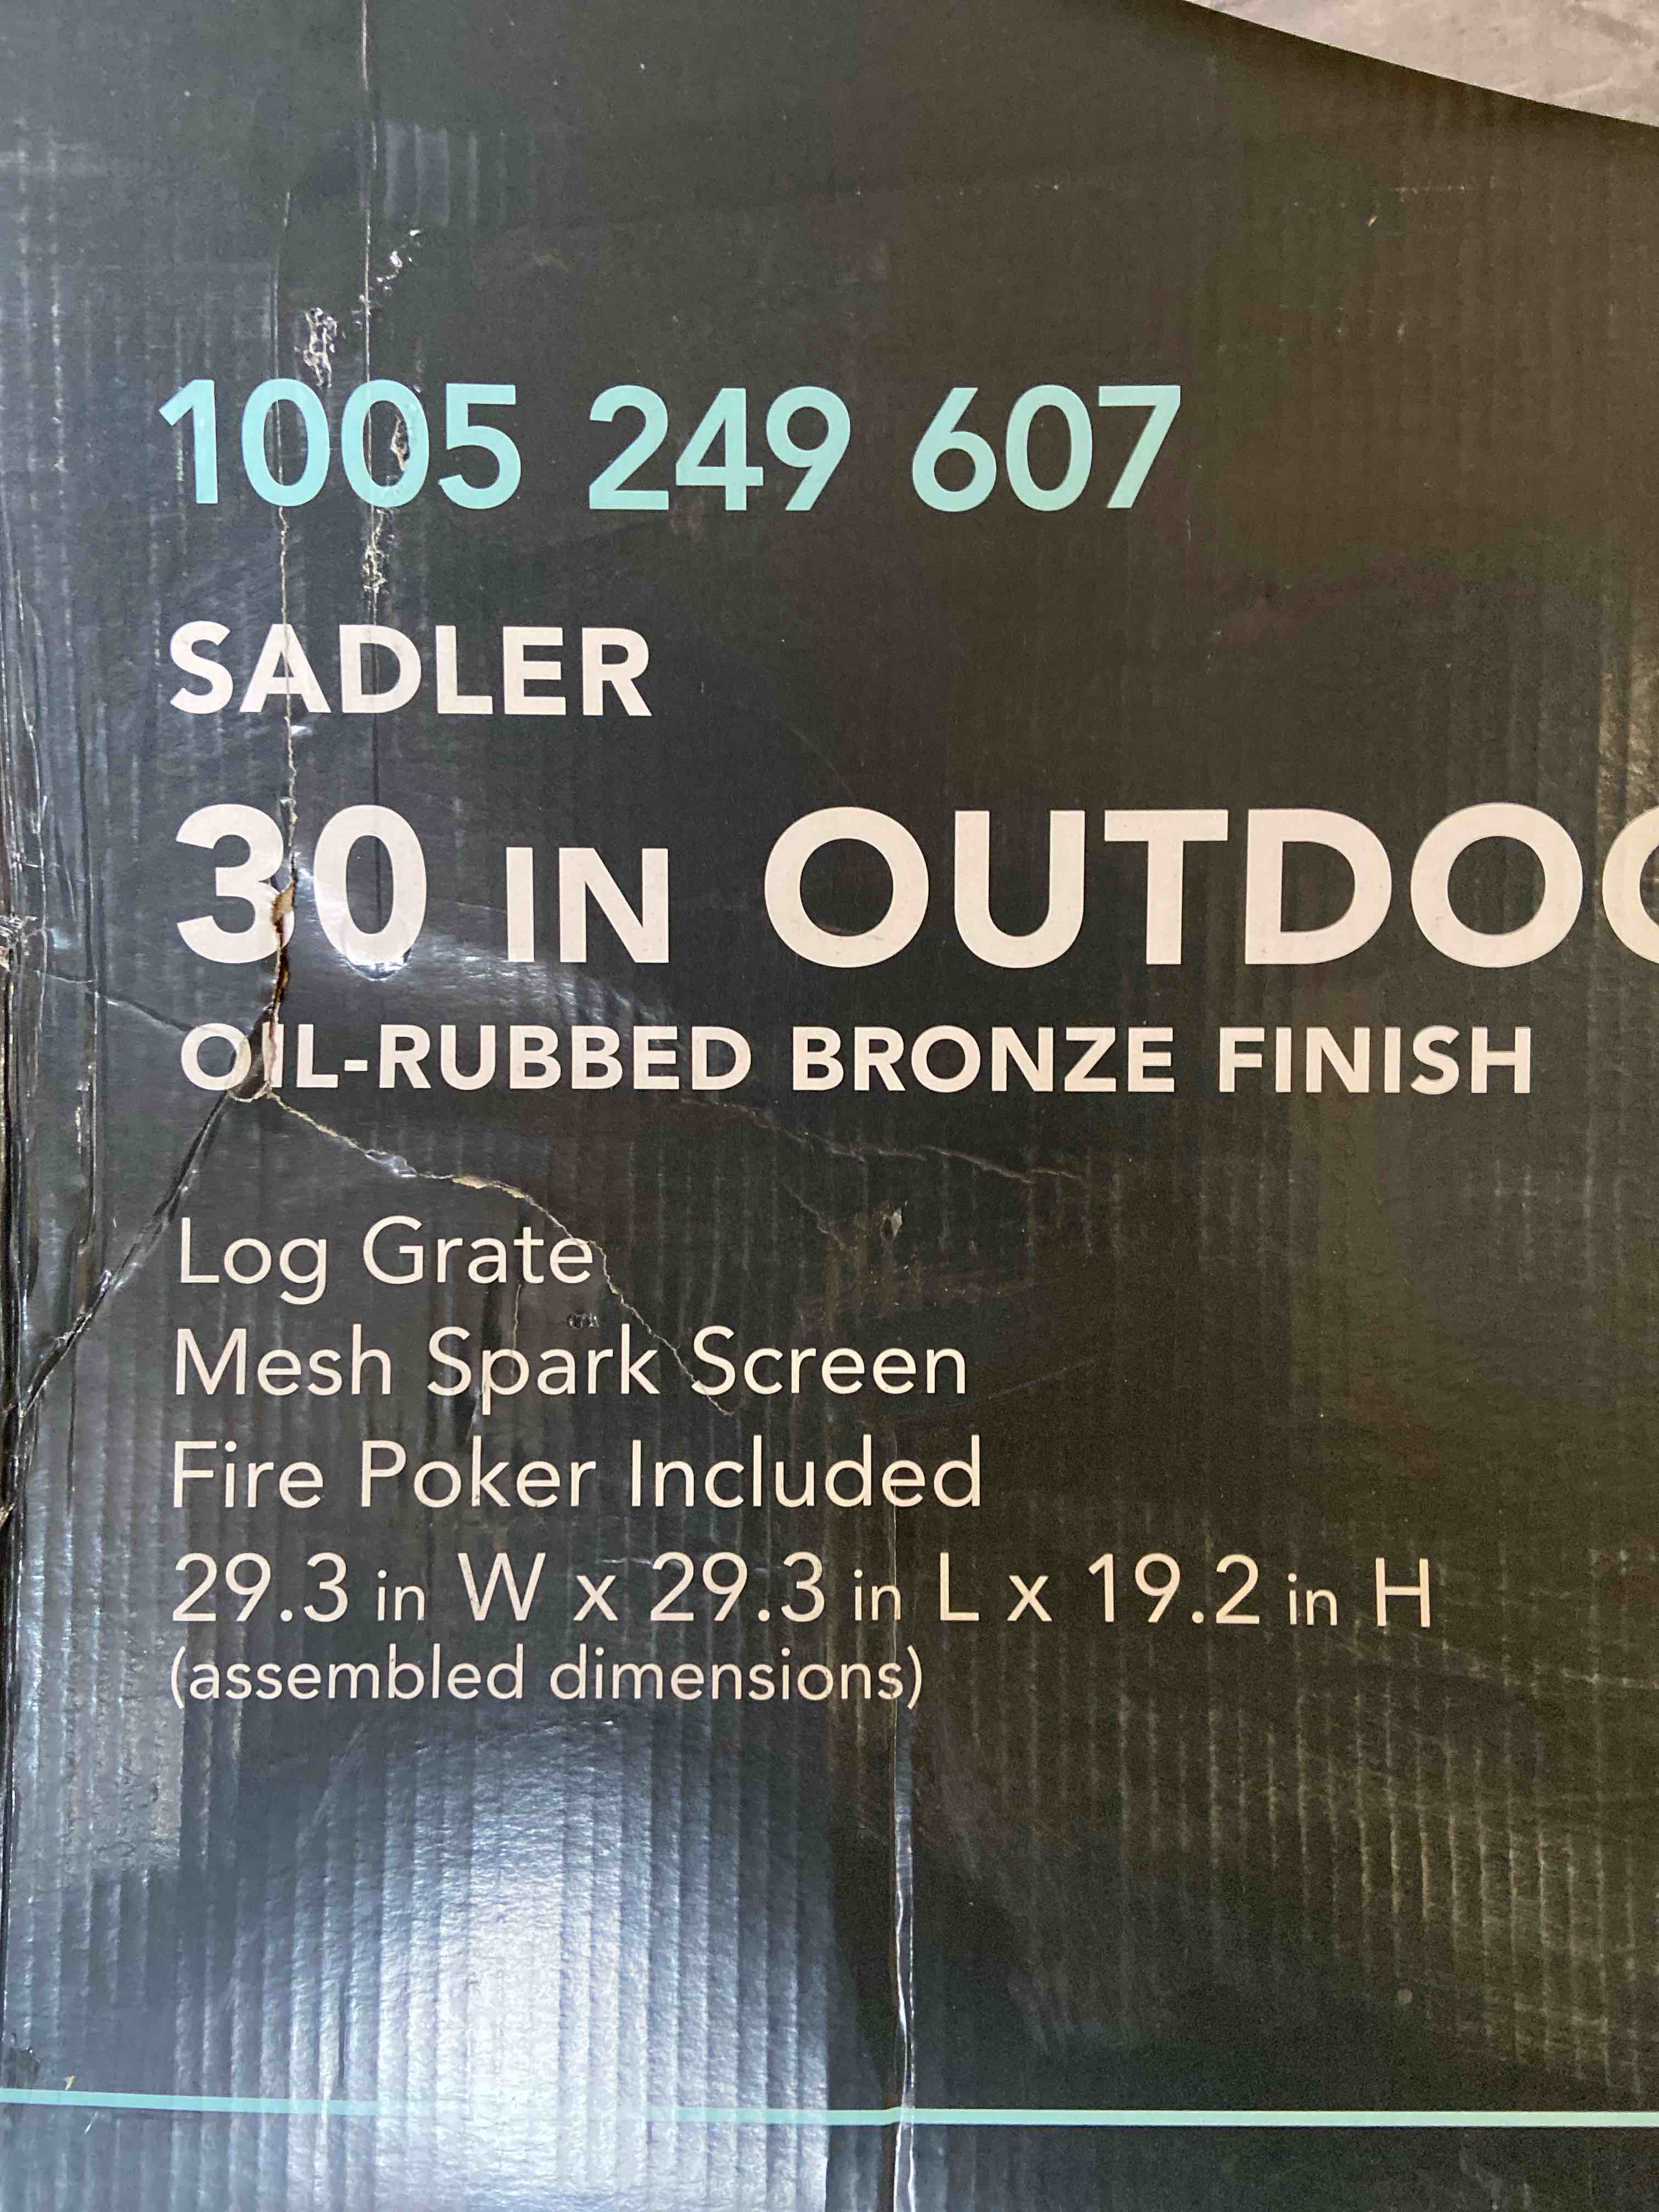 1005 249 607
SADLER
30 IN OUTDOO
OIL-RUBBED BRONZE FINISH
Log Grate
Mesh Spark Screen
Fire Poker Included
29.3 in W x 29.3 in L x 19.2 in H
(assembled dimensions)